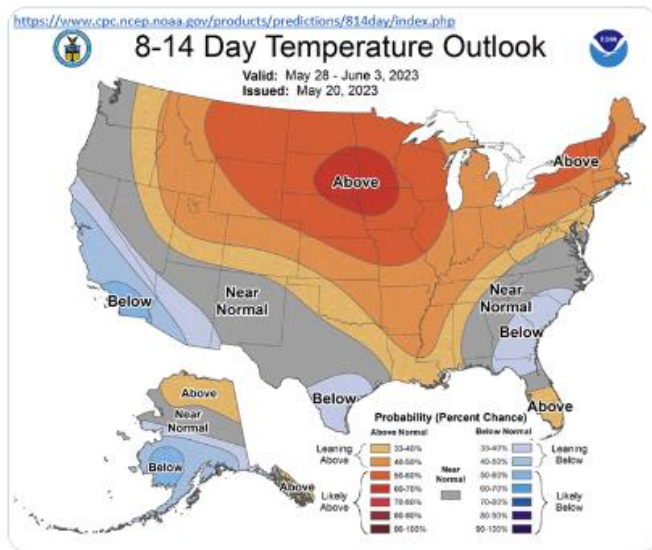 https://www.cpc.ncep.noaa.gov/products/predictions/814day/index.php
8-14 Day Temperature Outlook
Valid: May 28 - June 3, 2023
Issued: May 20, 2023
Above
Above
Near
Normal
Near
Normal
Below
Below
Below
Above
Above
Near
Normal
Below
Above
Probability (Percent Chance)
Above Normal
Below Normal
Leaning
Above
33-40%
40-50%
50-60%
60-70%
70-80%
80-90%
90-100%
Likely
Above
Near
Normal
33-40%
40-50%
50-60%
60-70%
70-80%
80-90%
90-100%
Leaning
Below
Likely
Below